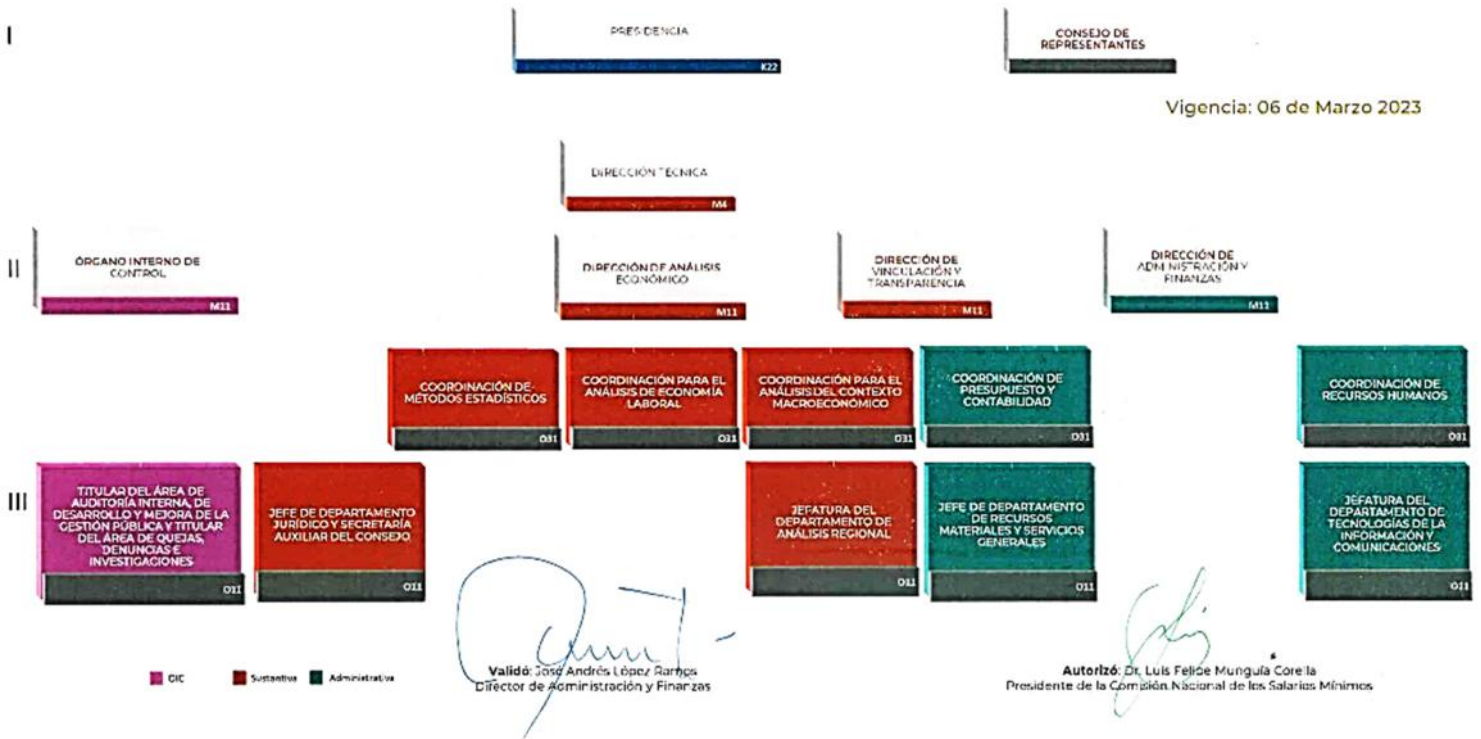 I
PRESIDENCIA
K22
CONSEJO DE
REPRESENTANTES
Vigencia: 06 de Marzo 2023
DIRECCIÓN TÉCNICA
M4
II
ÓRGANO INTERNO DE
CONTROL
M11
DIRECCIÓN DE ANÁLISIS
ECONÓMICO
M11
DIRECCIÓN DE
VINCULACIÓN Y
TRANSPARENCIA
M11
DIRECCIÓN DE
ADMINISTRACIÓN Y
FINANZAS
M11
COORDINACIÓN DE
MÉTODOS ESTADÍSTICOS
O31
COORDINACIÓN PARA EL
ANÁLISIS DE ECONOMÍA
LABORAL
O31
COORDINACIÓN PARA EL
ANÁLISIS DEL CONTEXTO
MACROECONÓMICO
O31
COORDINACIÓN DE
PRESUPUESTO Y
CONTABILIDAD
O31
COORDINACIÓN DE
RECURSOS HUMANOS
O31
III
TITULAR DEL ÁREA DE
AUDITORÍA INTERNA, DE
DESARROLLO Y MEJORA DE LA
GESTIÓN PÚBLICA Y TITULAR
DEL ÁREA DE QUEJAS,
DENUNCIAS E
INVESTIGACIONES
O11
JEFE DE DEPARTAMENTO
JURÍDICO Y SECRETARÍA
AUXILIAR DEL CONSEJO
O11
JEFATURA DEL
DEPARTAMENTO DE
ANÁLISIS REGIONAL
O11
JEFE DE DEPARTAMENTO
DE RECURSOS
MATERIALES Y SERVICIOS
GENERALES
O11
JEFATURA DEL
DEPARTAMENTO DE
TECNOLOGÍAS DE LA
INFORMACIÓN Y
COMUNICACIONES
O11
OIC
Sustantiva
Administrativa
Validó: José Andrés López Ramos
Director de Administración y Finanzas
Autorizó: Dr. Luis Felipe Munguía Corella
Presidente de la Comisión Nacional de los Salarios Mínimos